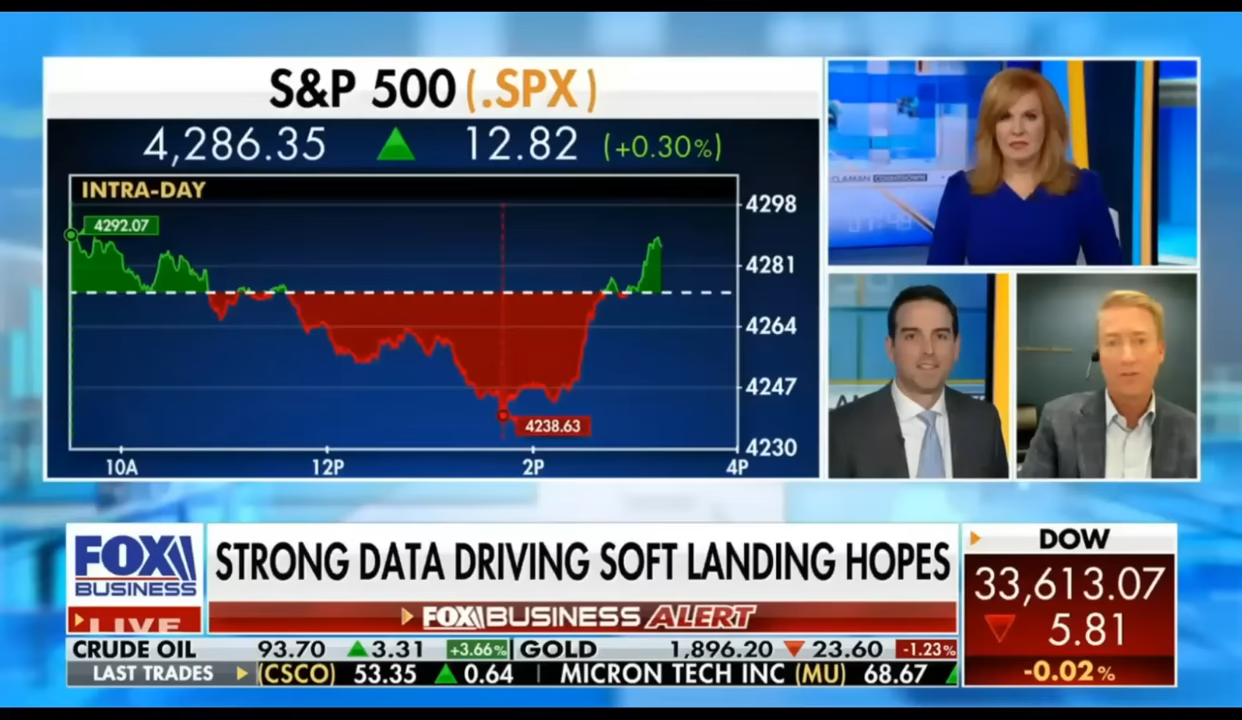 S&P 500 (.SPX)
4,286.35 ▲ 12.82 (+0.30%)
INTRA-DAY
4292.07
4298
4281
4264
4247
4230
4238.63
10A 12P 2P 4P
CLAMAN COUNTDOWN
FOX
BUSINESS
LIVE
STRONG DATA DRIVING SOFT LANDING HOPES
FOX BUSINESS ALERT
DOW
33,613.07
▼ 5.81
-0.02%
CRUDE OIL 93.70 ▲ 3.31 +3.66% GOLD 1,896.20 ▼ 23.60 -1.23%
LAST TRADES (CSCO) 53.35 ▲ 0.64 | MICRON TECH INC (MU) 68.67